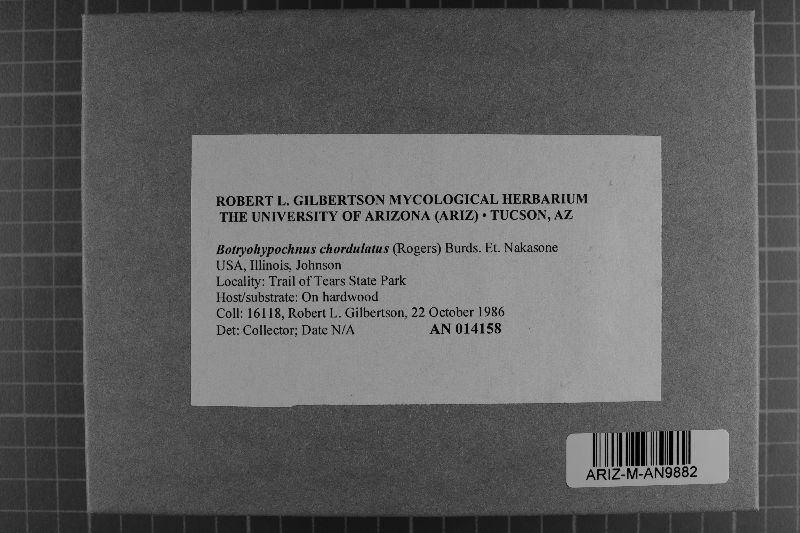 ROBERT L. GILBERTSON MYCOLOGICAL HERBARIUM
THE UNIVERSITY OF ARIZONA (ARIZ) • TUCSON, AZ
Botryohypochnus chordulatus (Rogers) Burds. Et. Nakasone
USA, Illinois, Johnson
Locality: Trail of Tears State Park
Host/substrate: On hardwood
Coll: 16118, Robert L. Gilbertson, 22 October 1986
Det: Collector; Date N/A AN 014158
ARIZ-M-AN9882